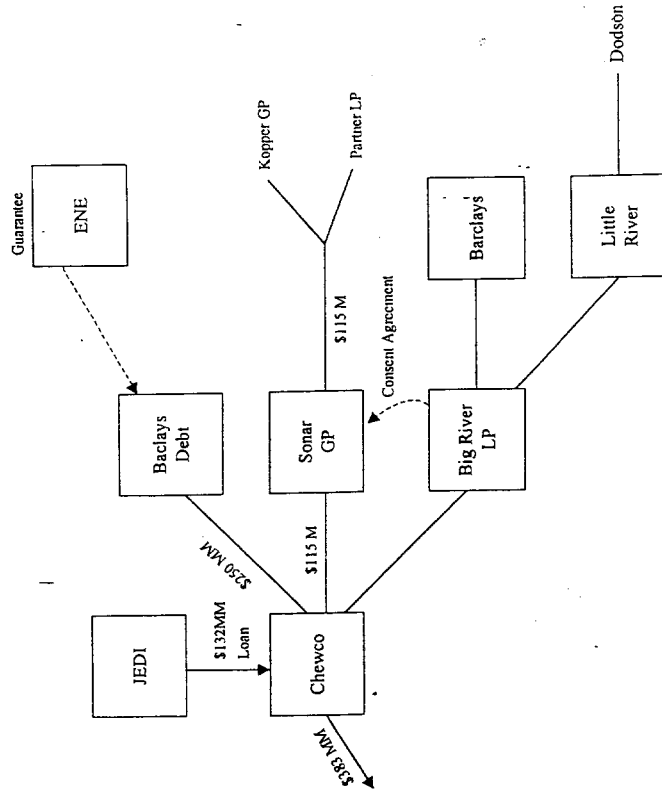 Guarantee
ENE
Baclays
Debt
$250 MM
JEDI
$132MM
Loan
Chewco
$383 MM
$115 M
Sonar
GP
$115 M
Kopper GP
Partner LP
Consent Agreement
Big River
LP
Barclays
Little
River
Dodson